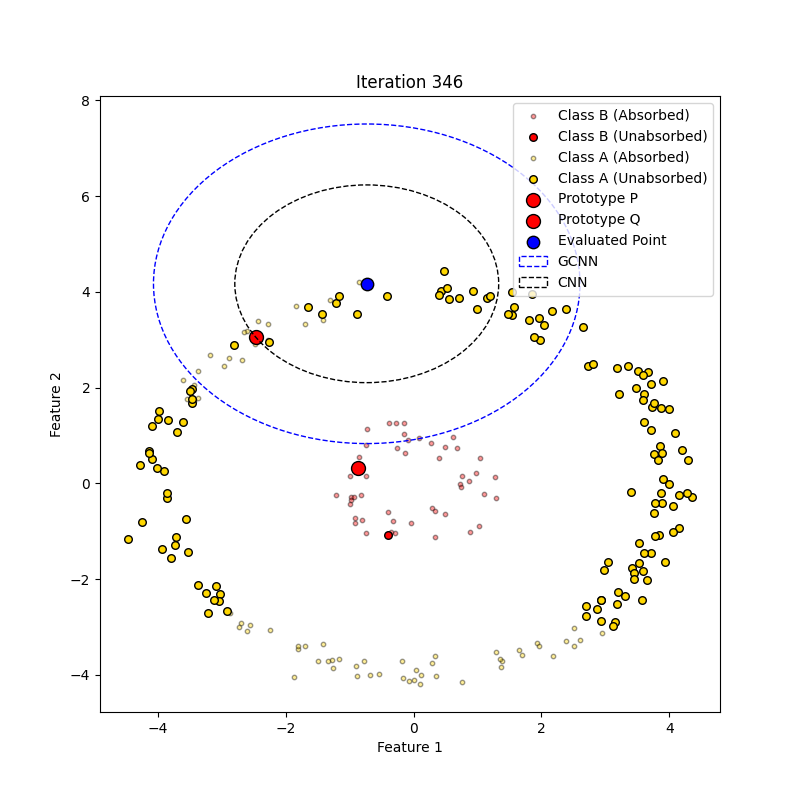 Iteration 346
Class B (Absorbed)
Class B (Unabsorbed)
Class A (Absorbed)
Class A (Unabsorbed)
Prototype P
Prototype Q
Evaluated Point
GCNN
CNN
8
6
4
2
0
−2
−4
Feature 2
−4
−2
0
2
4
Feature 1